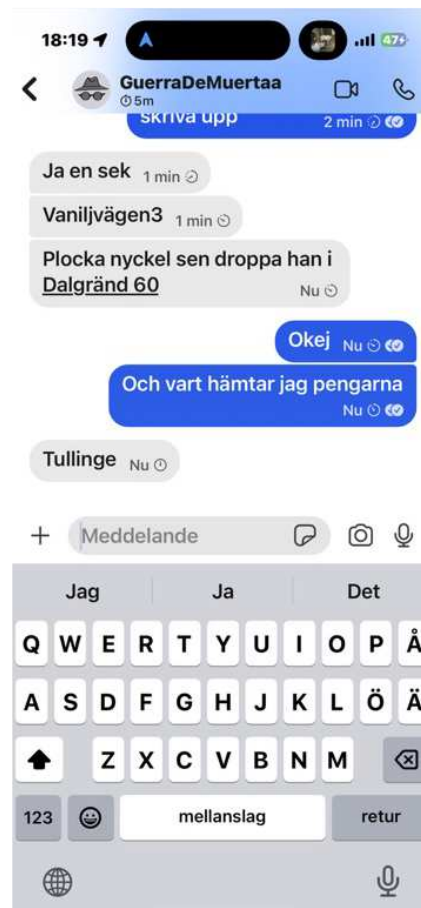 18:19
47
GuerraDeMuertaa
5m
skriva upp
2 min
Ja en sek 1 min
Vaniljvägen3 1 min
Plocka nyckel sen droppa han i
Dalgränd 60
Nu
Okej Nu
Och vart hämtar jag pengarna
Nu
Tullinge Nu
Meddelande
Jag Ja Det
Q W E R T Y U I O P Å
A S D F G H J K L Ö Ä
Z X C V B N M
123 mellanslag retur